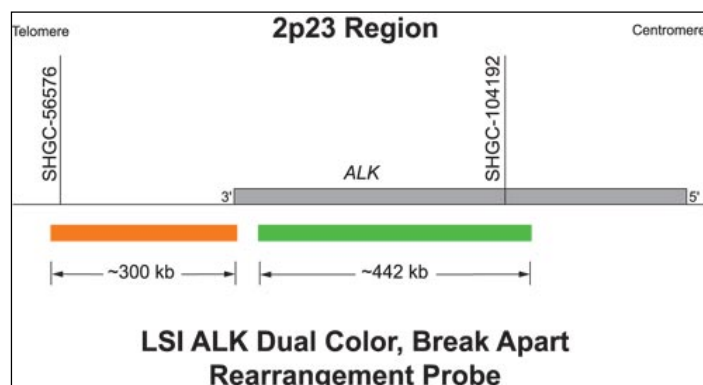 2p23 Region
Telomere
Centromere
SHGC-56576
SHGC-104192
ALK
3'
5'
~300 kb
~442 kb
LSI ALK Dual Color, Break Apart
Rearrangement Probe